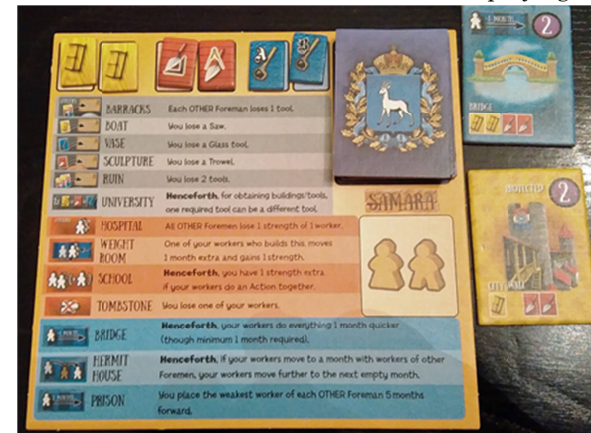 playing
1 MONTH
2
BRIDGE
BARRACKS Each OTHER Foreman loses 1 tool.
BOAT You lose a Saw.
VASE You lose a Glass tool.
SCULPTURE You lose a Trowel.
RUIN You lose 2 tools.
UNIVERSITY Henceforth, for obtaining buildings/tools,
one required tool can be a different tool.
HOSPITAL All OTHER Foremen lose 1 strength of 1 worker.
WEIGHT ROOM One of your workers who builds this moves
1 month extra and gains 1 strength.
SCHOOL Henceforth, you have 1 strength extra
if your workers do an Action together.
TOMBSTONE You lose one of your workers.
BRIDGE Henceforth, your workers do everything 1 month quicker
(though minimum 1 month required).
HERMIT HOUSE Henceforth, if your workers move to a month with workers of other
Foremen, your workers move further to the next empty month.
PRISON You place the weakest worker of each OTHER Foreman 5 months
forward.
SAMARA
PROTECTED
2
CITY WALL